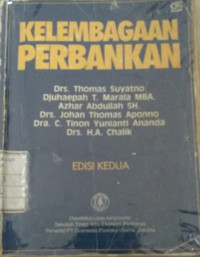 KELEMBAGAAN
PERBANKAN
Drs. Thomas Suyatno
Djuhaepah T. Marala MBA.
Azhar Abdullah SH.
Drs. Johan Thomas Aponno
Dra. C. Tinon Yunianti Ananda
Drs. H.A. Chalik
EDISI KEDUA